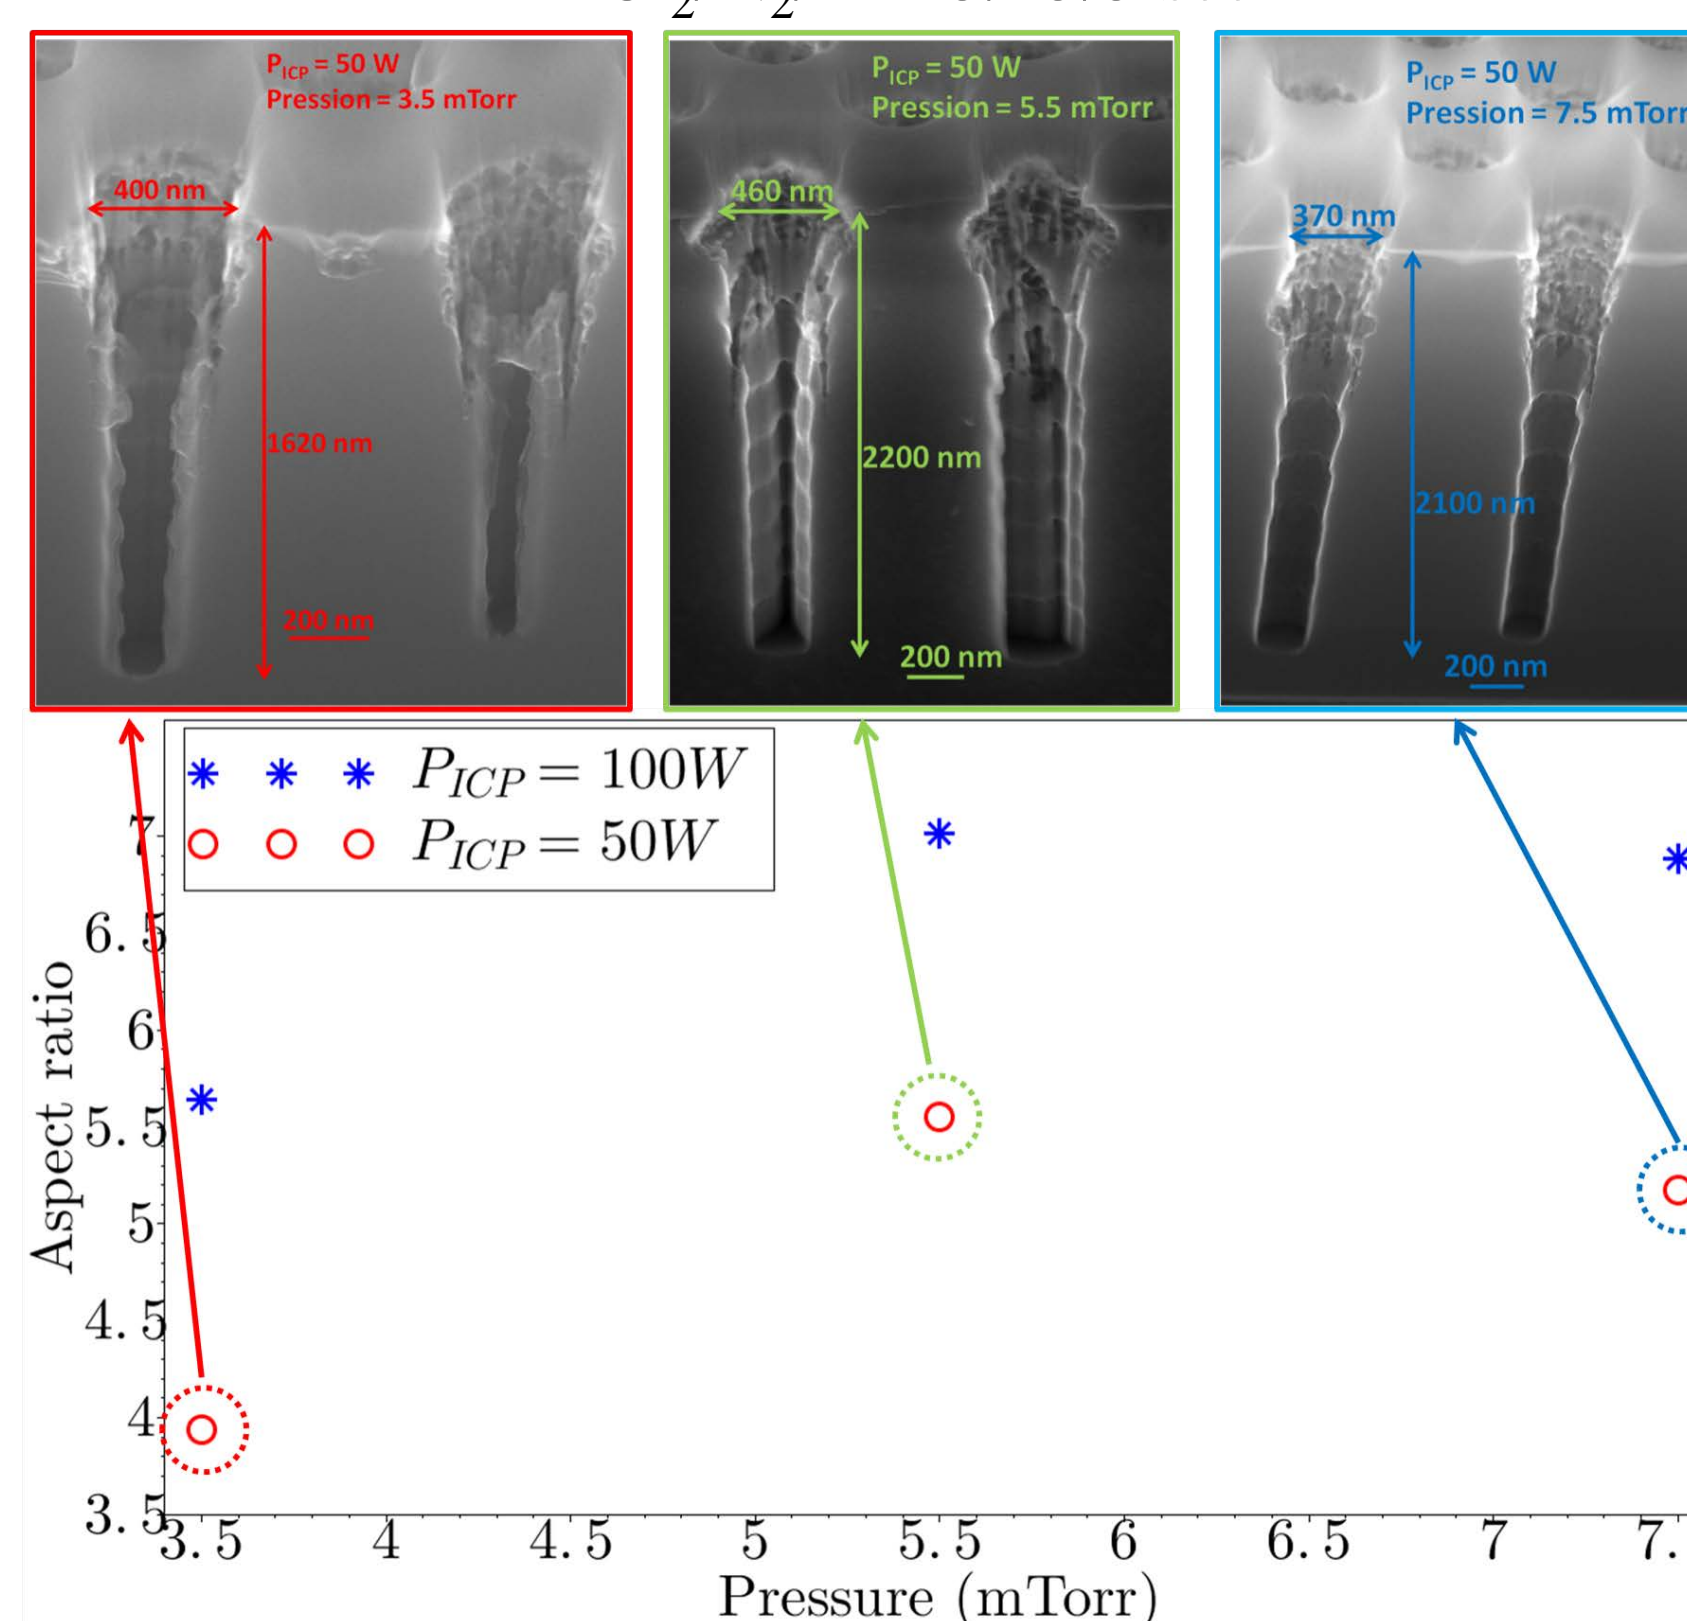 P_ICP = 50 W
Pression = 3.5 mTorr
400 nm
1620 nm
200 nm
P_ICP = 50 W
Pression = 5.5 mTorr
460 nm
2200 nm
200 nm
P_ICP = 50 W
Pression = 7.5 mTorr
370 nm
2100 nm
200 nm
P_ICP = 100W
P_ICP = 50W
Aspect ratio
7
6.5
6
5.5
5
4.5
4
3.5
3.5 4 4.5 5 5.5 6 6.5 7 7.
Pressure (mTorr)